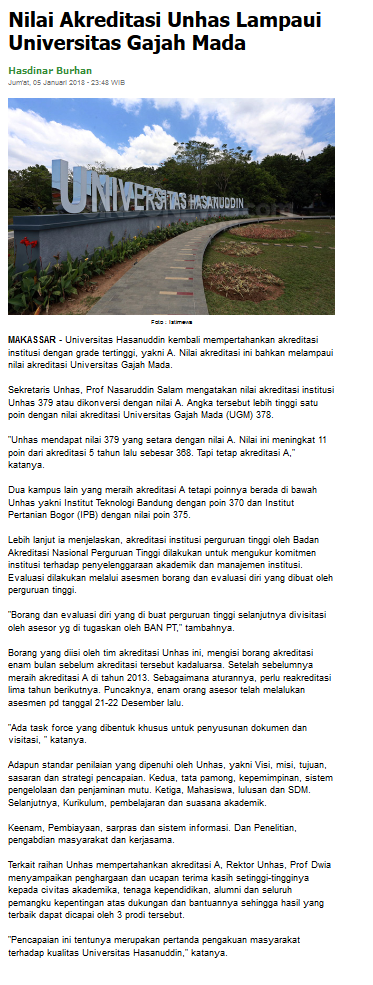 Nilai Akreditasi Unhas Lampaui
Universitas Gajah Mada
Hasdinar Burhan
Jum'at, 05 Januari 2018 - 23:48 WIB
UNIVERSITAS HASANUDDIN
Foto : Istimewa
MAKASSAR - Universitas Hasanuddin kembali mempertahankan akreditasi
institusi dengan grade tertinggi, yakni A. Nilai akreditasi ini bahkan melampaui
nilai akreditasi Universitas Gajah Mada.
Sekretaris Unhas, Prof Nasaruddin Salam mengatakan nilai akreditasi institusi
Unhas 379 atau dikonversi dengan nilai A. Angka tersebut lebih tinggi satu
poin dengan nilai akreditasi Universitas Gajah Mada (UGM) 378.
"Unhas mendapat nilai 379 yang setara dengan nilai A. Nilai ini meningkat 11
poin dari akreditasi 5 tahun lalu sebesar 368. Tapi tetap akreditasi A,"
katanya.
Dua kampus lain yang meraih akreditasi A tetapi poinnya berada di bawah
Unhas yakni Institut Teknologi Bandung dengan poin 370 dan Institut
Pertanian Bogor (IPB) dengan nilai poin 375.
Lebih lanjut ia menjelaskan, akreditasi institusi perguruan tinggi oleh Badan
Akreditasi Nasional Perguruan Tinggi dilakukan untuk mengukur komitmen
institusi terhadap penyelenggaraan akademik dan manajemen institusi.
Evaluasi dilakukan melalui asesmen borang dan evaluasi diri yang dibuat oleh
perguruan tinggi.
"Borang dan evaluasi diri yang di buat perguruan tinggi selanjutnya divisitasi
oleh asesor yg di tugaskan oleh BAN PT," tambahnya.
Borang yang diisi oleh tim akreditasi Unhas ini, mengisi borang akreditasi
enam bulan sebelum akreditasi tersebut kadaluarsa. Setelah sebelumnya
meraih akreditasi A di tahun 2013. Sebagaimana aturannya, perlu reakreditasi
lima tahun berikutnya. Puncaknya, enam orang asesor telah melalukan
asesmen pd tanggal 21-22 Desember lalu.
"Ada task force yang dibentuk khusus untuk penyusunan dokumen dan
visitasi, " katanya.
Adapun standar penilaian yang dipenuhi oleh Unhas, yakni Visi, misi, tujuan,
sasaran dan strategi pencapaian. Kedua, tata pamong, kepemimpinan, sistem
pengelolaan dan penjaminan mutu. Ketiga, Mahasiswa, lulusan dan SDM.
Selanjutnya, Kurikulum, pembelajaran dan suasana akademik.
Keenam, Pembiayaan, sarpras dan sistem informasi. Dan Penelitian,
pengabdian masyarakat dan kerjasama.
Terkait raihan Unhas mempertahankan akreditasi A, Rektor Unhas, Prof Dwia
menyampaikan penghargaan dan ucapan terima kasih setinggi-tingginya
kepada civitas akademika, tenaga kependidikan, alumni dan seluruh
pemangku kepentingan atas dukungan dan bantuannya sehingga hasil yang
terbaik dapat dicapai oleh 3 prodi tersebut.
"Pencapaian ini tentunya merupakan pertanda pengakuan masyarakat
terhadap kualitas Universitas Hasanuddin," katanya.